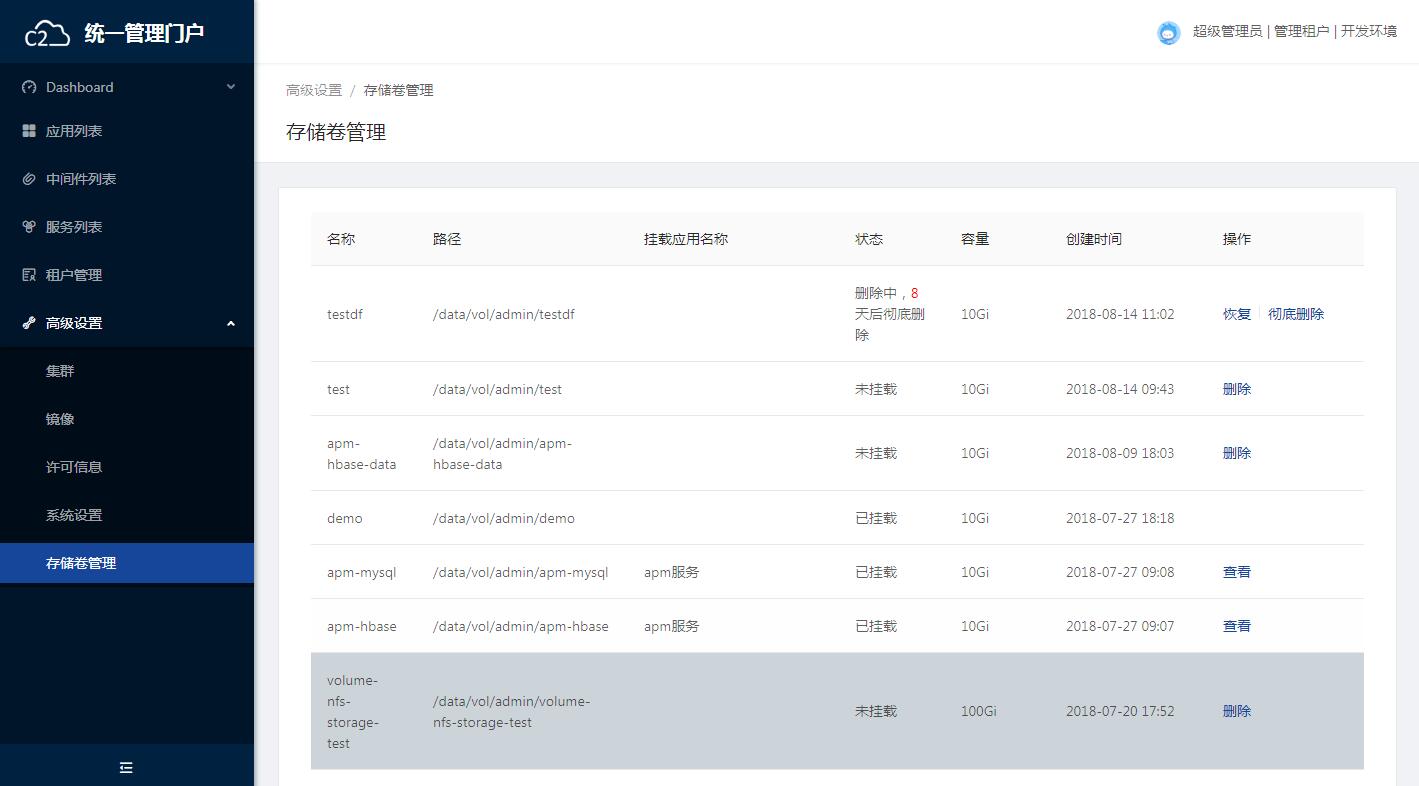 C2 统一管理门户
超级管理员 | 管理租户 | 开发环境
Dashboard
应用列表
中间件列表
服务列表
租户管理
高级设置
集群
镜像
许可信息
系统设置
存储卷管理
高级设置 / 存储卷管理
存储卷管理
名称 路径 挂载应用名称 状态 容量 创建时间 操作
testdf /data/vol/admin/testdf 删除中，8 10Gi 2018-08-14 11:02 恢复 彻底删除
天后彻底删
除
test /data/vol/admin/test 未挂载 10Gi 2018-08-14 09:43 删除
apm- /data/vol/admin/apm- 未挂载 10Gi 2018-08-09 18:03 删除
hbase-data hbase-data
demo /data/vol/admin/demo 已挂载 10Gi 2018-07-27 18:18
apm-mysql /data/vol/admin/apm-mysql apm服务 已挂载 10Gi 2018-07-27 09:08 查看
apm-hbase /data/vol/admin/apm-hbase apm服务 已挂载 10Gi 2018-07-27 09:07 查看
volume- /data/vol/admin/volume- 未挂载 100Gi 2018-07-20 17:52 删除
nfs- nfs-storage-test
storage-
test